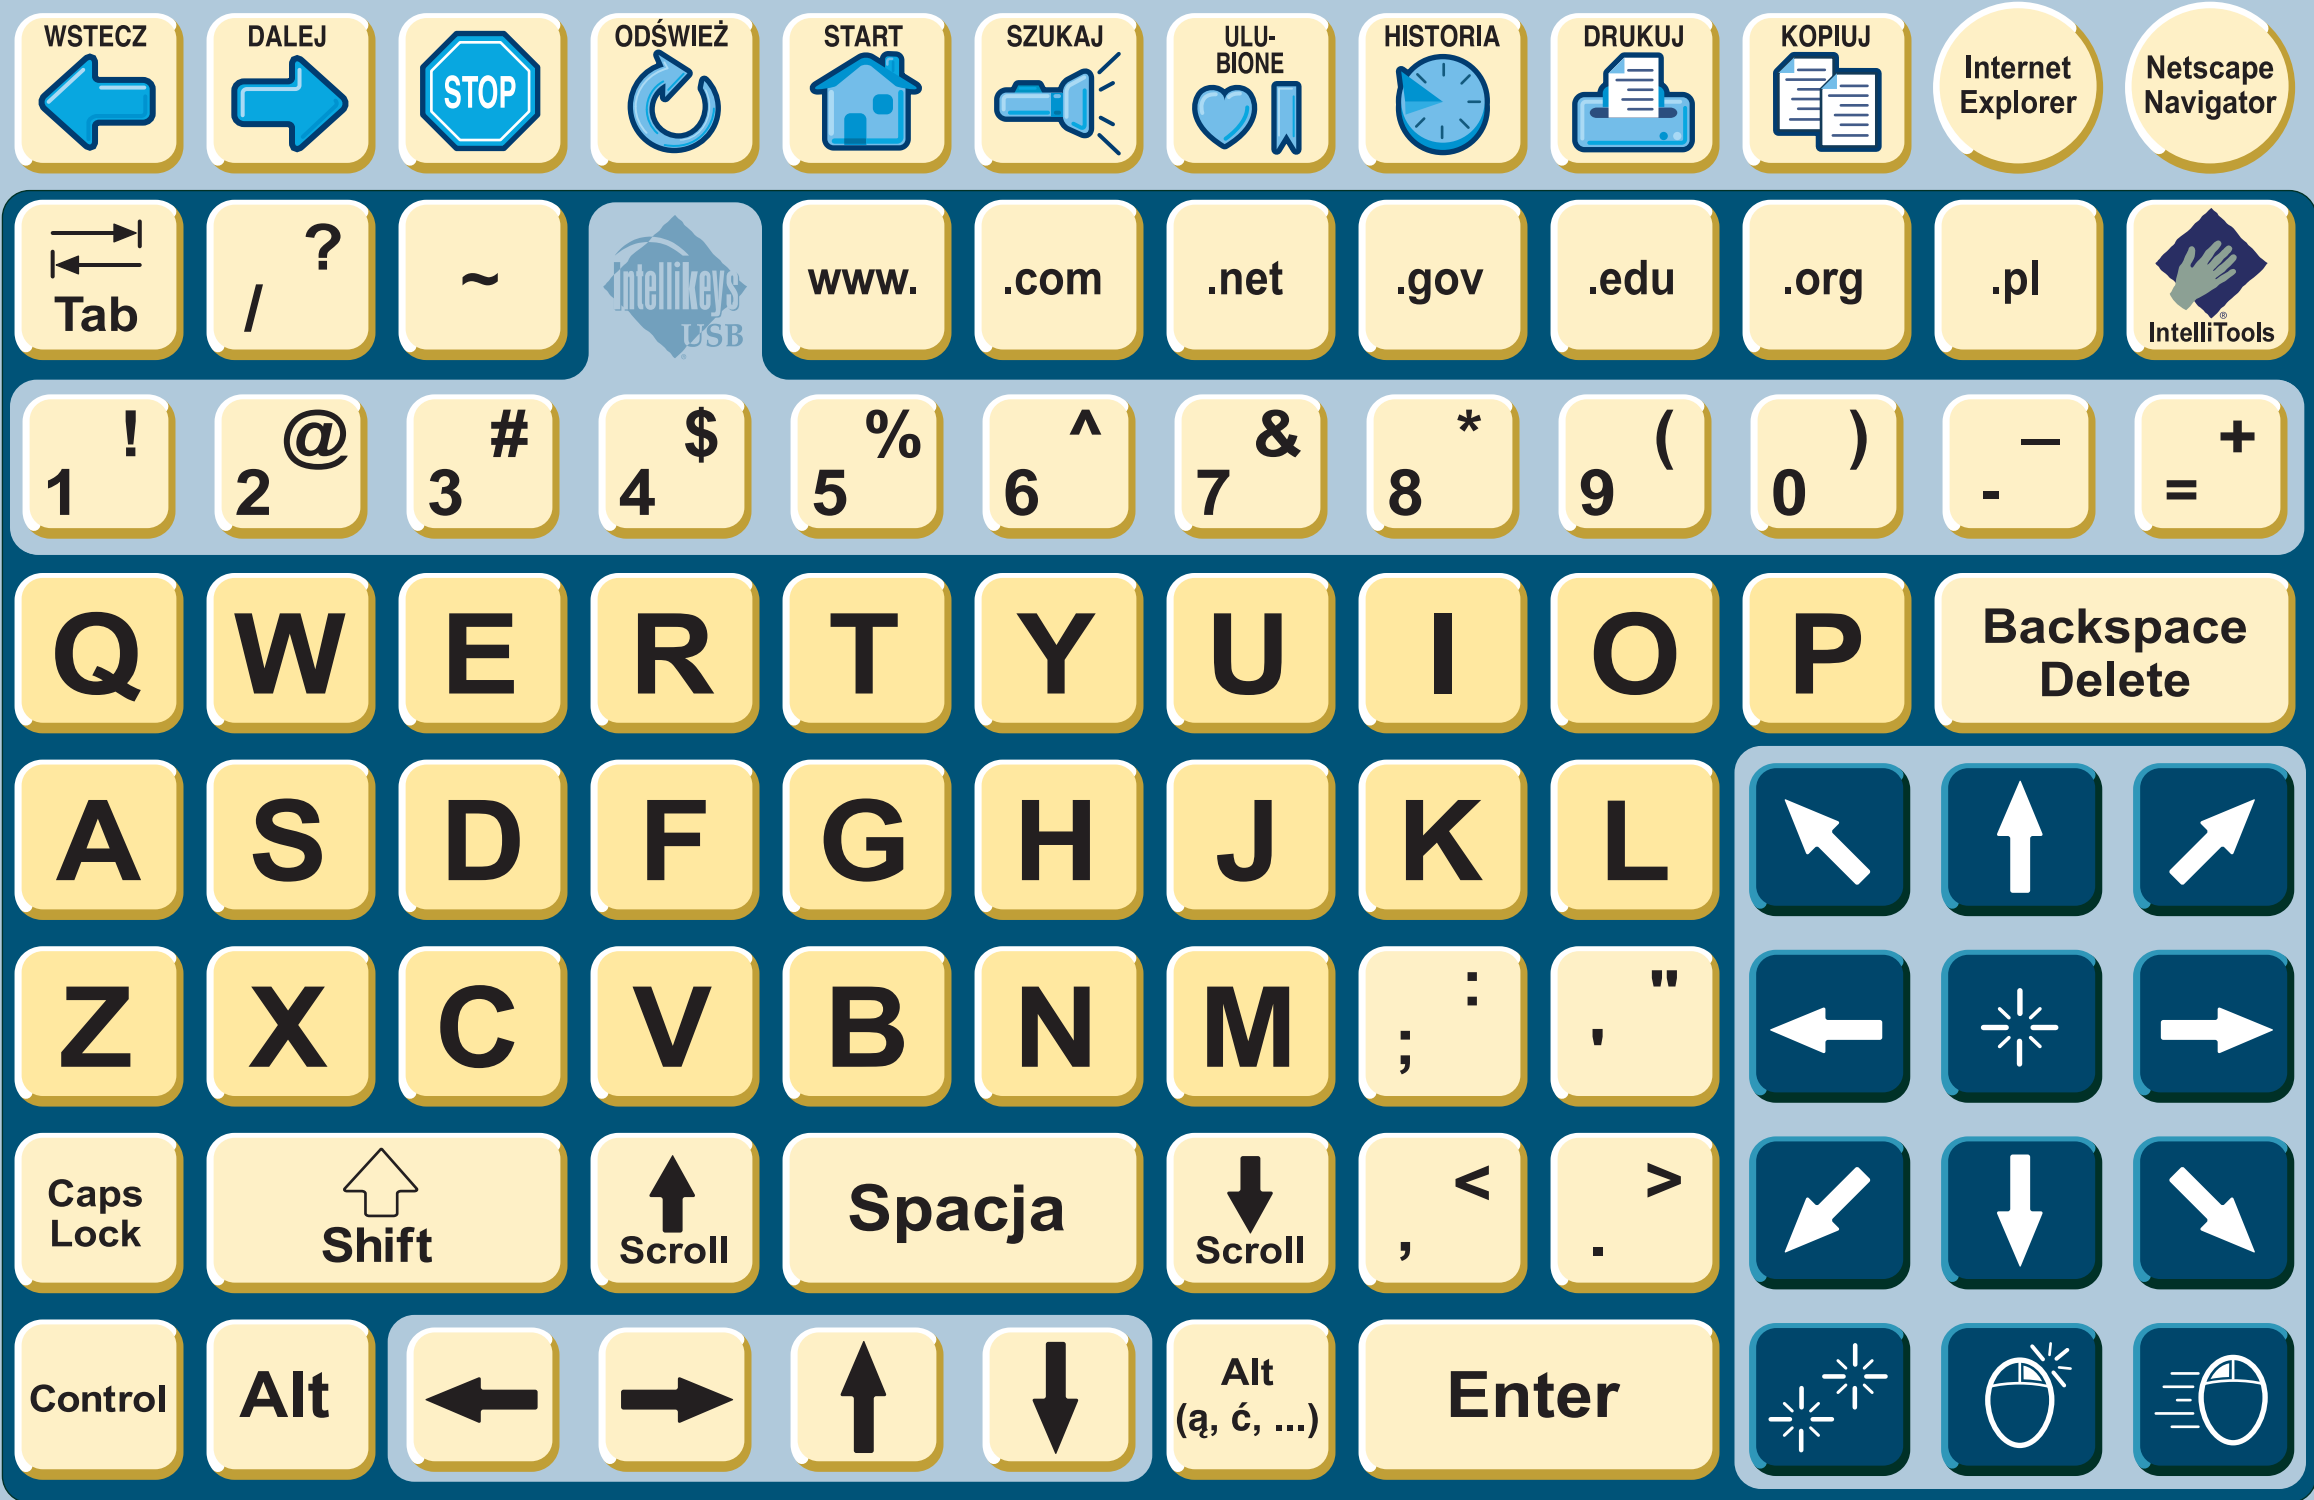 WSTECZ DALEJ STOP ODŚWIEŻ START SZUKAJ ULU-
BIONE HISTORIA DRUKUJ KOPIUJ Internet
Explorer Netscape
Navigator
Tab / ? ~ Intellikeys
USB www. .com .net .gov .edu .org .pl IntelliTools®
! @ # $ % ^ & * ( ) _ +
1 2 3 4 5 6 7 8 9 0 - =
Q W E R T Y U I O P Backspace
Delete
A S D F G H J K L
Z X C V B N M ; : ' "
Caps
Lock Shift Scroll Spacja Scroll , < . >
Control Alt Alt
(ą, ć, ...) Enter